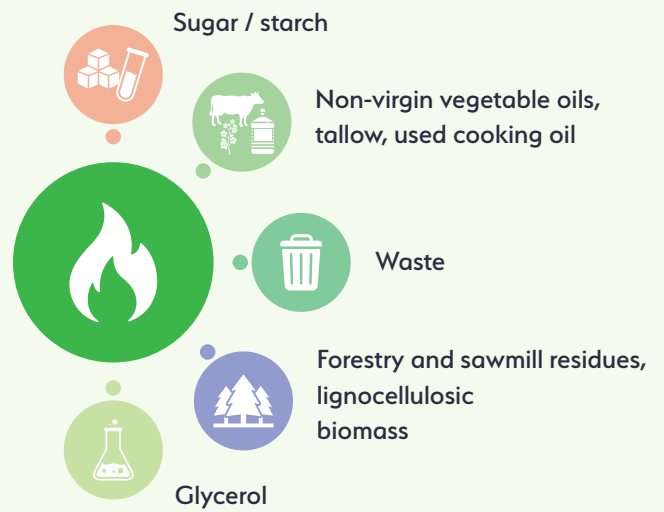 Sugar / starch
Non-virgin vegetable oils,
tallow, used cooking oil
Waste
Forestry and sawmill residues,
lignocellulosic
biomass
Glycerol